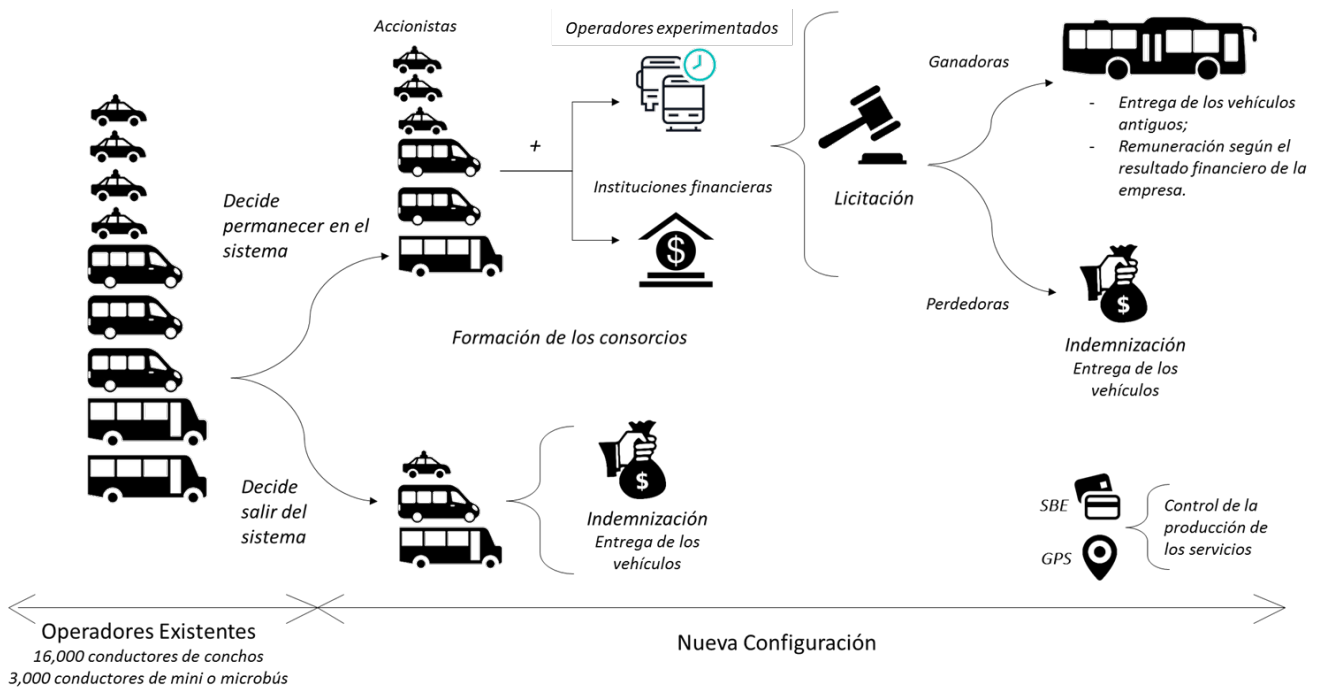 Accionistas
Operadores experimentados
Ganadoras
- Entrega de los vehículos
antiguos;
- Remuneración según el
resultado financiero de la
empresa.
+
Instituciones financieras
$
Licitación
Decide
permanecer en el
sistema
Formación de los consorcios
Perdedoras
$
Indemnización
Entrega de los
vehículos
Decide
salir del
sistema
$
Indemnización
Entrega de los
vehículos
SBE
GPS
Control de la
producción de
los servicios
Operadores Existentes
16,000 conductores de conchos
3,000 conductores de mini o microbús
Nueva Configuración